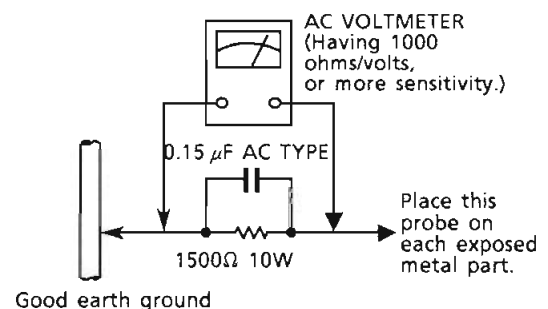 AC VOLTMETER
(Having 1000
ohms/volts,
or more sensitivity.)
0.15 μF AC TYPE
Place this
probe on
each exposed
metal part.
1500Ω 10W
Good earth ground